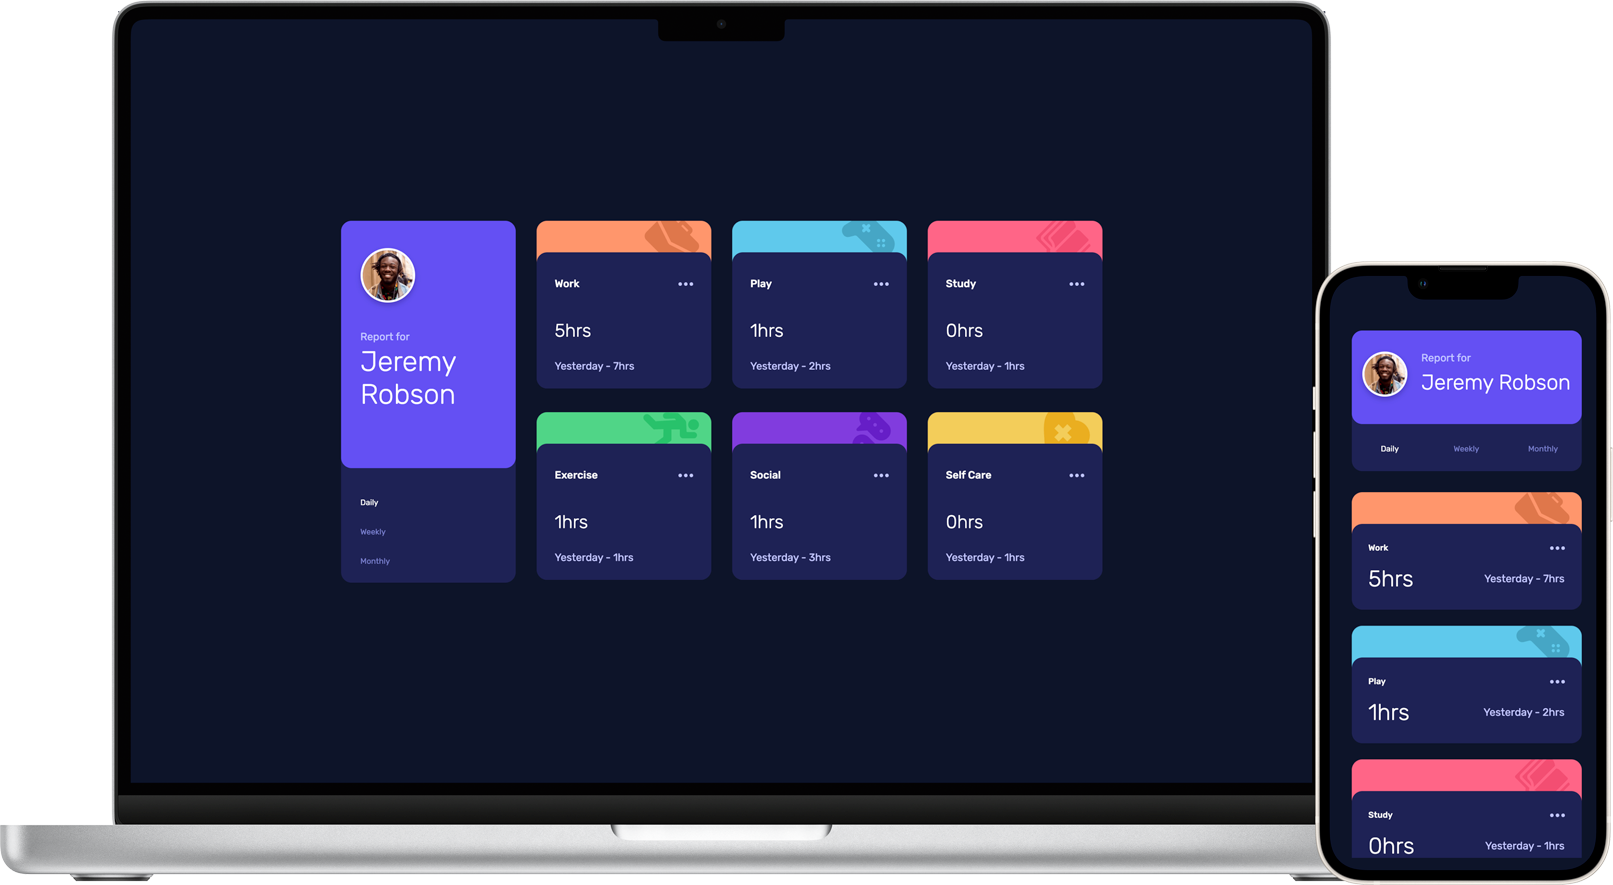 Report for
Jeremy
Robson
Daily
Weekly
Monthly
Work
5hrs
Yesterday - 7hrs
Play
1hrs
Yesterday - 2hrs
Study
0hrs
Yesterday - 1hrs
Exercise
1hrs
Yesterday - 1hrs
Social
1hrs
Yesterday - 3hrs
Self Care
0hrs
Yesterday - 1hrs
Report for
Jeremy Robson
Daily Weekly Monthly
Work
5hrs Yesterday - 7hrs
Play
1hrs Yesterday - 2hrs
Study
0hrs Yesterday - 1hrs